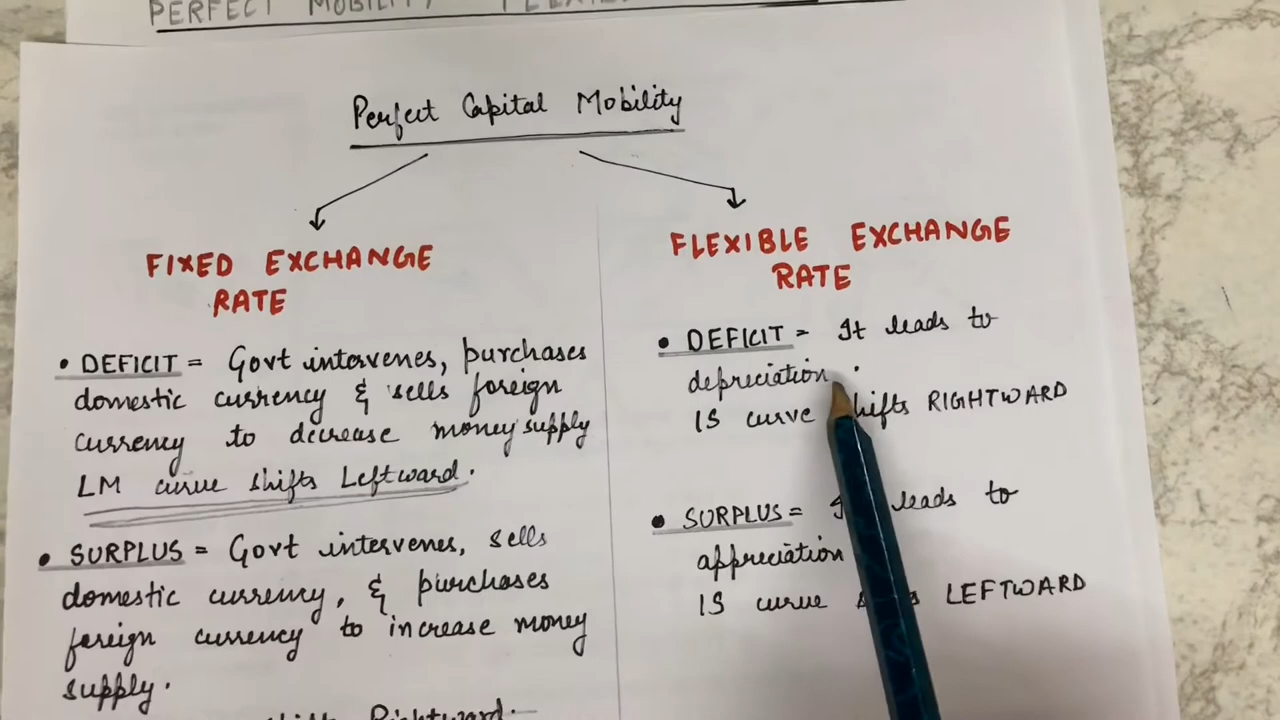 PERFECT MOBILITY
Perfect Capital Mobility
FIXED EXCHANGE
RATE
• DEFICIT = Govt intervenes, purchases
domestic currency & sells foreign
currency to decrease money supply
LM curve shifts Leftward.
• SURPLUS = Govt intervenes, sells
domestic currency, & purchases
foreign currency to increase money
supply.
Rightward.
FLEXIBLE EXCHANGE
RATE
• DEFICIT = It leads to
depreciation.
IS curve shifts RIGHTWARD
• SURPLUS = It leads to
appreciation
IS curve LEFTWARD